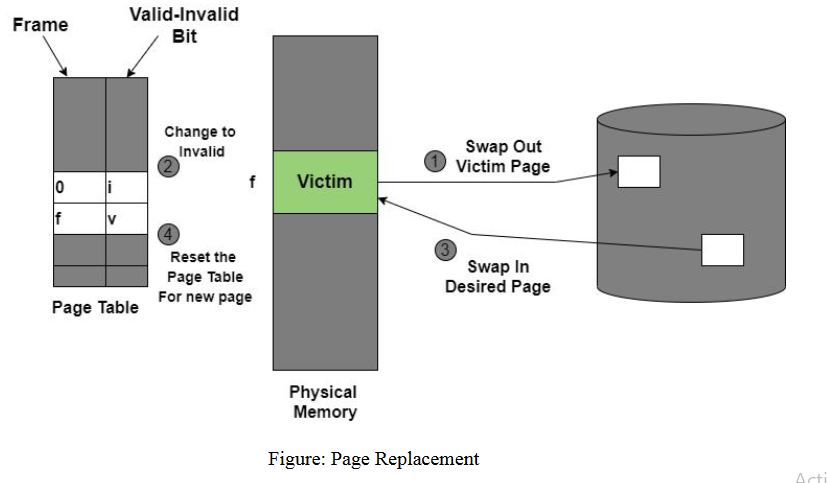 Frame
Valid-Invalid
Bit
Change to
Invalid
2
0 i
f v
4
Reset the
Page Table
For new page
Page Table
f
Victim
1
Swap Out
Victim Page
3
Swap In
Desired Page
Physical
Memory
Figure: Page Replacement
Acti